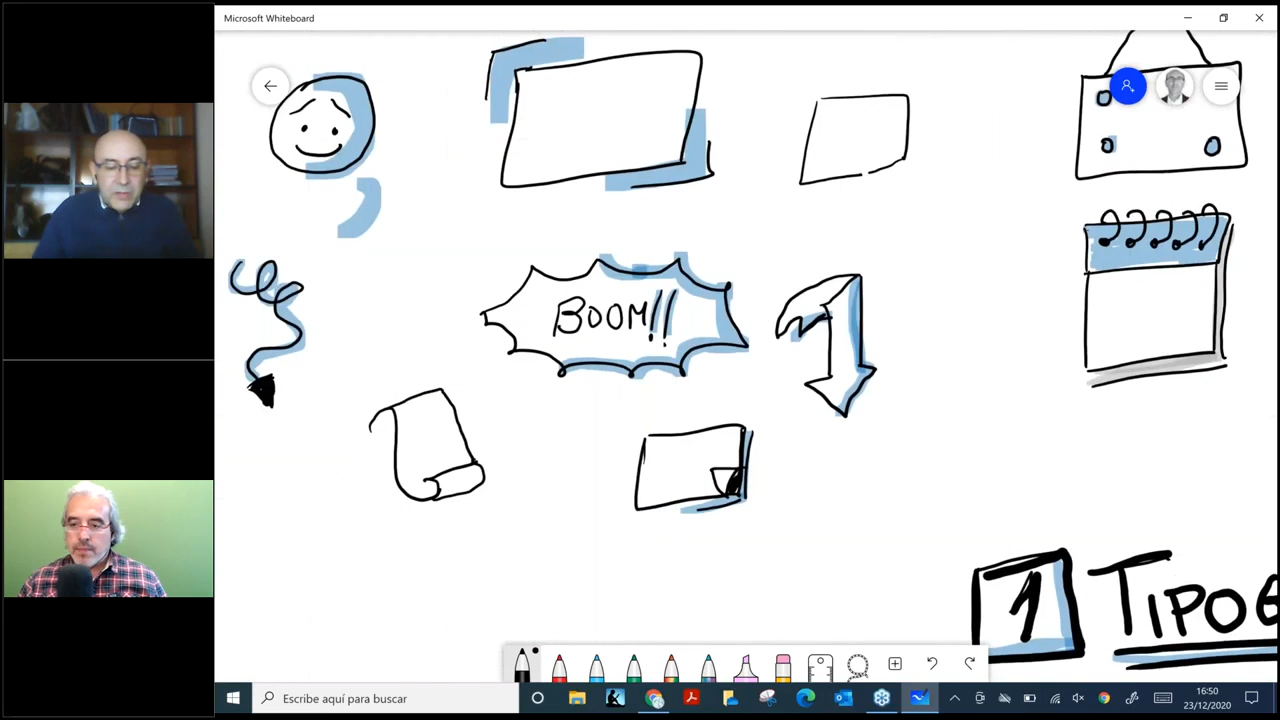 Microsoft Whiteboard
BOOM!!
1 TIPOG
Escribe aquí para buscar
16:50
23/12/2020